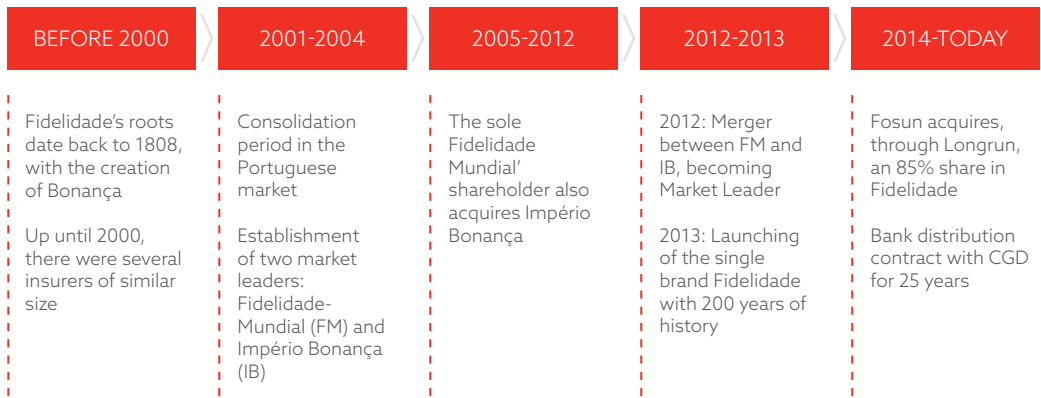 BEFORE 2000
2001-2004
2005-2012
2012-2013
2014-TODAY
Fidelidade's roots
date back to 1808,
with the creation
of Bonança
Up until 2000,
there were several
insurers of similar
size
Consolidation
period in the
Portuguese
market
Establishment
of two market
leaders:
Fidelidade-
Mundial (FM) and
Império Bonança
(IB)
The sole
Fidelidade
Mundial'
shareholder also
acquires Império
Bonança
2012: Merger
between FM and
IB, becoming
Market Leader
2013: Launching
of the single
brand Fidelidade
with 200 years of
history
Fosun acquires,
through Longrun,
an 85% share in
Fidelidade
Bank distribution
contract with CGD
for 25 years